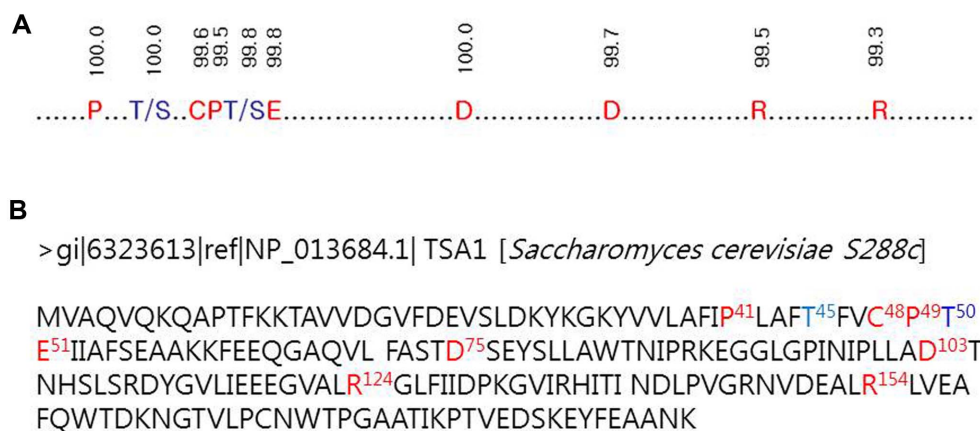 A
100.0 100.0 99.6 99.5 99.8 99.8 100.0 99.7 99.5 99.3
......P...T/S..CPT/SE..................D..............D..............R............R..........
B
>gi|6323613|ref|NP_013684.1| TSA1 [Saccharomyces cerevisiae S288c]
MVAQVQKQAPTFKKTAVVDGVFDEVSLDKYKGKYVVLAFIP41LAFT45FVC48P49T50
E51IIAFSEAAKKFEEQGAQVL FASTD75SEYSLLAWTNIPRKEGGLGPINIPLLAD103T
NHSLSRDYGVLIEEEGVALR124GLFIIDPKGVIRHITI NDLPVGRNVDEALR154LVEA
FQWTDKNGTVLPCNWTPGAATIKPTVEDSKEYFEAANK